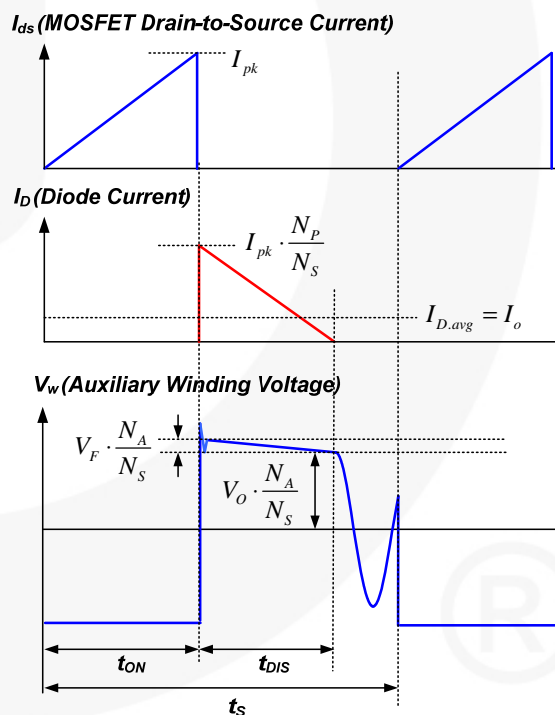 Ids (MOSFET Drain-to-Source Current)
Ipk
ID (Diode Current)
Ipk · NP / NS
ID.avg = Io
Vw (Auxiliary Winding Voltage)
VF · NA / NS
VO · NA / NS
®
tON
tDIS
tS